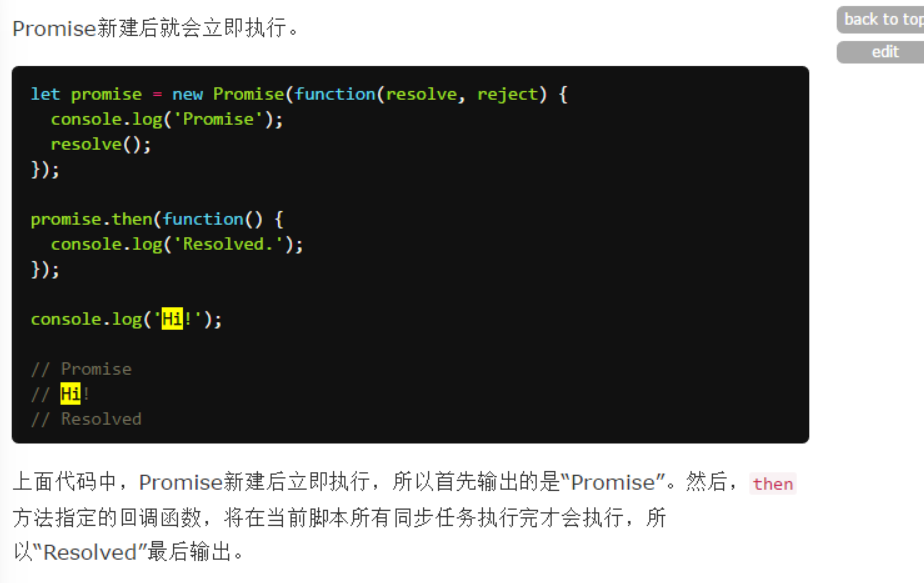 Promise新建后就会立即执行。
back to top
edit
let promise = new Promise(function(resolve, reject) {
  console.log('Promise');
  resolve();
});
promise.then(function() {
  console.log('Resolved.');
});
console.log('Hi!');
// Promise
// Hi!
// Resolved
上面代码中，Promise新建后立即执行，所以首先输出的是“Promise”。然后，then
方法指定的回调函数，将在当前脚本所有同步任务执行完才会执行，所
以“Resolved”最后输出。